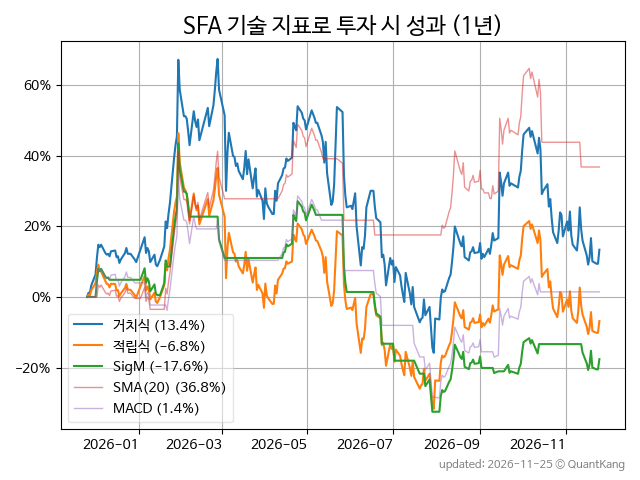 SFA 기술 지표로 투자 시 성과 (1년)
60%
40%
20%
0%
−20%
거치식 (13.4%)
적립식 (−6.8%)
SigM (−17.6%)
SMA(20) (36.8%)
MACD (1.4%)
2026-01
2026-03
2026-05
2026-07
2026-09
2026-11
updated: 2026-11-25 © QuantKang